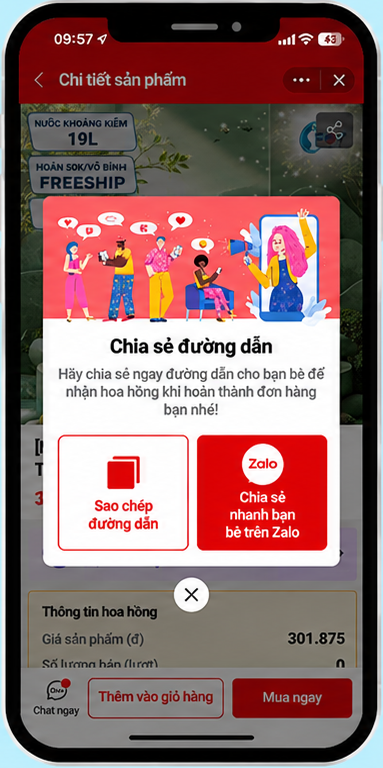 09:57
43
Chi tiết sản phẩm
NƯỚC KHOÁNG KIỀM
19L
HOÀN 50K/VỎ BÌNH
FREESHIP
Chia sẻ đường dẫn
Hãy chia sẻ ngay đường dẫn cho bạn bè để
nhận hoa hồng khi hoàn thành đơn hàng
bạn nhé!
Sao chép
đường dẫn
Zalo
Chia sẻ
nhanh bạn
bè trên Zalo
Thông tin hoa hồng
Giá sản phẩm (đ)
301.875
Số lượng bán (lượt)
0
Chat ngay
Thêm vào giỏ hàng
Mua ngay